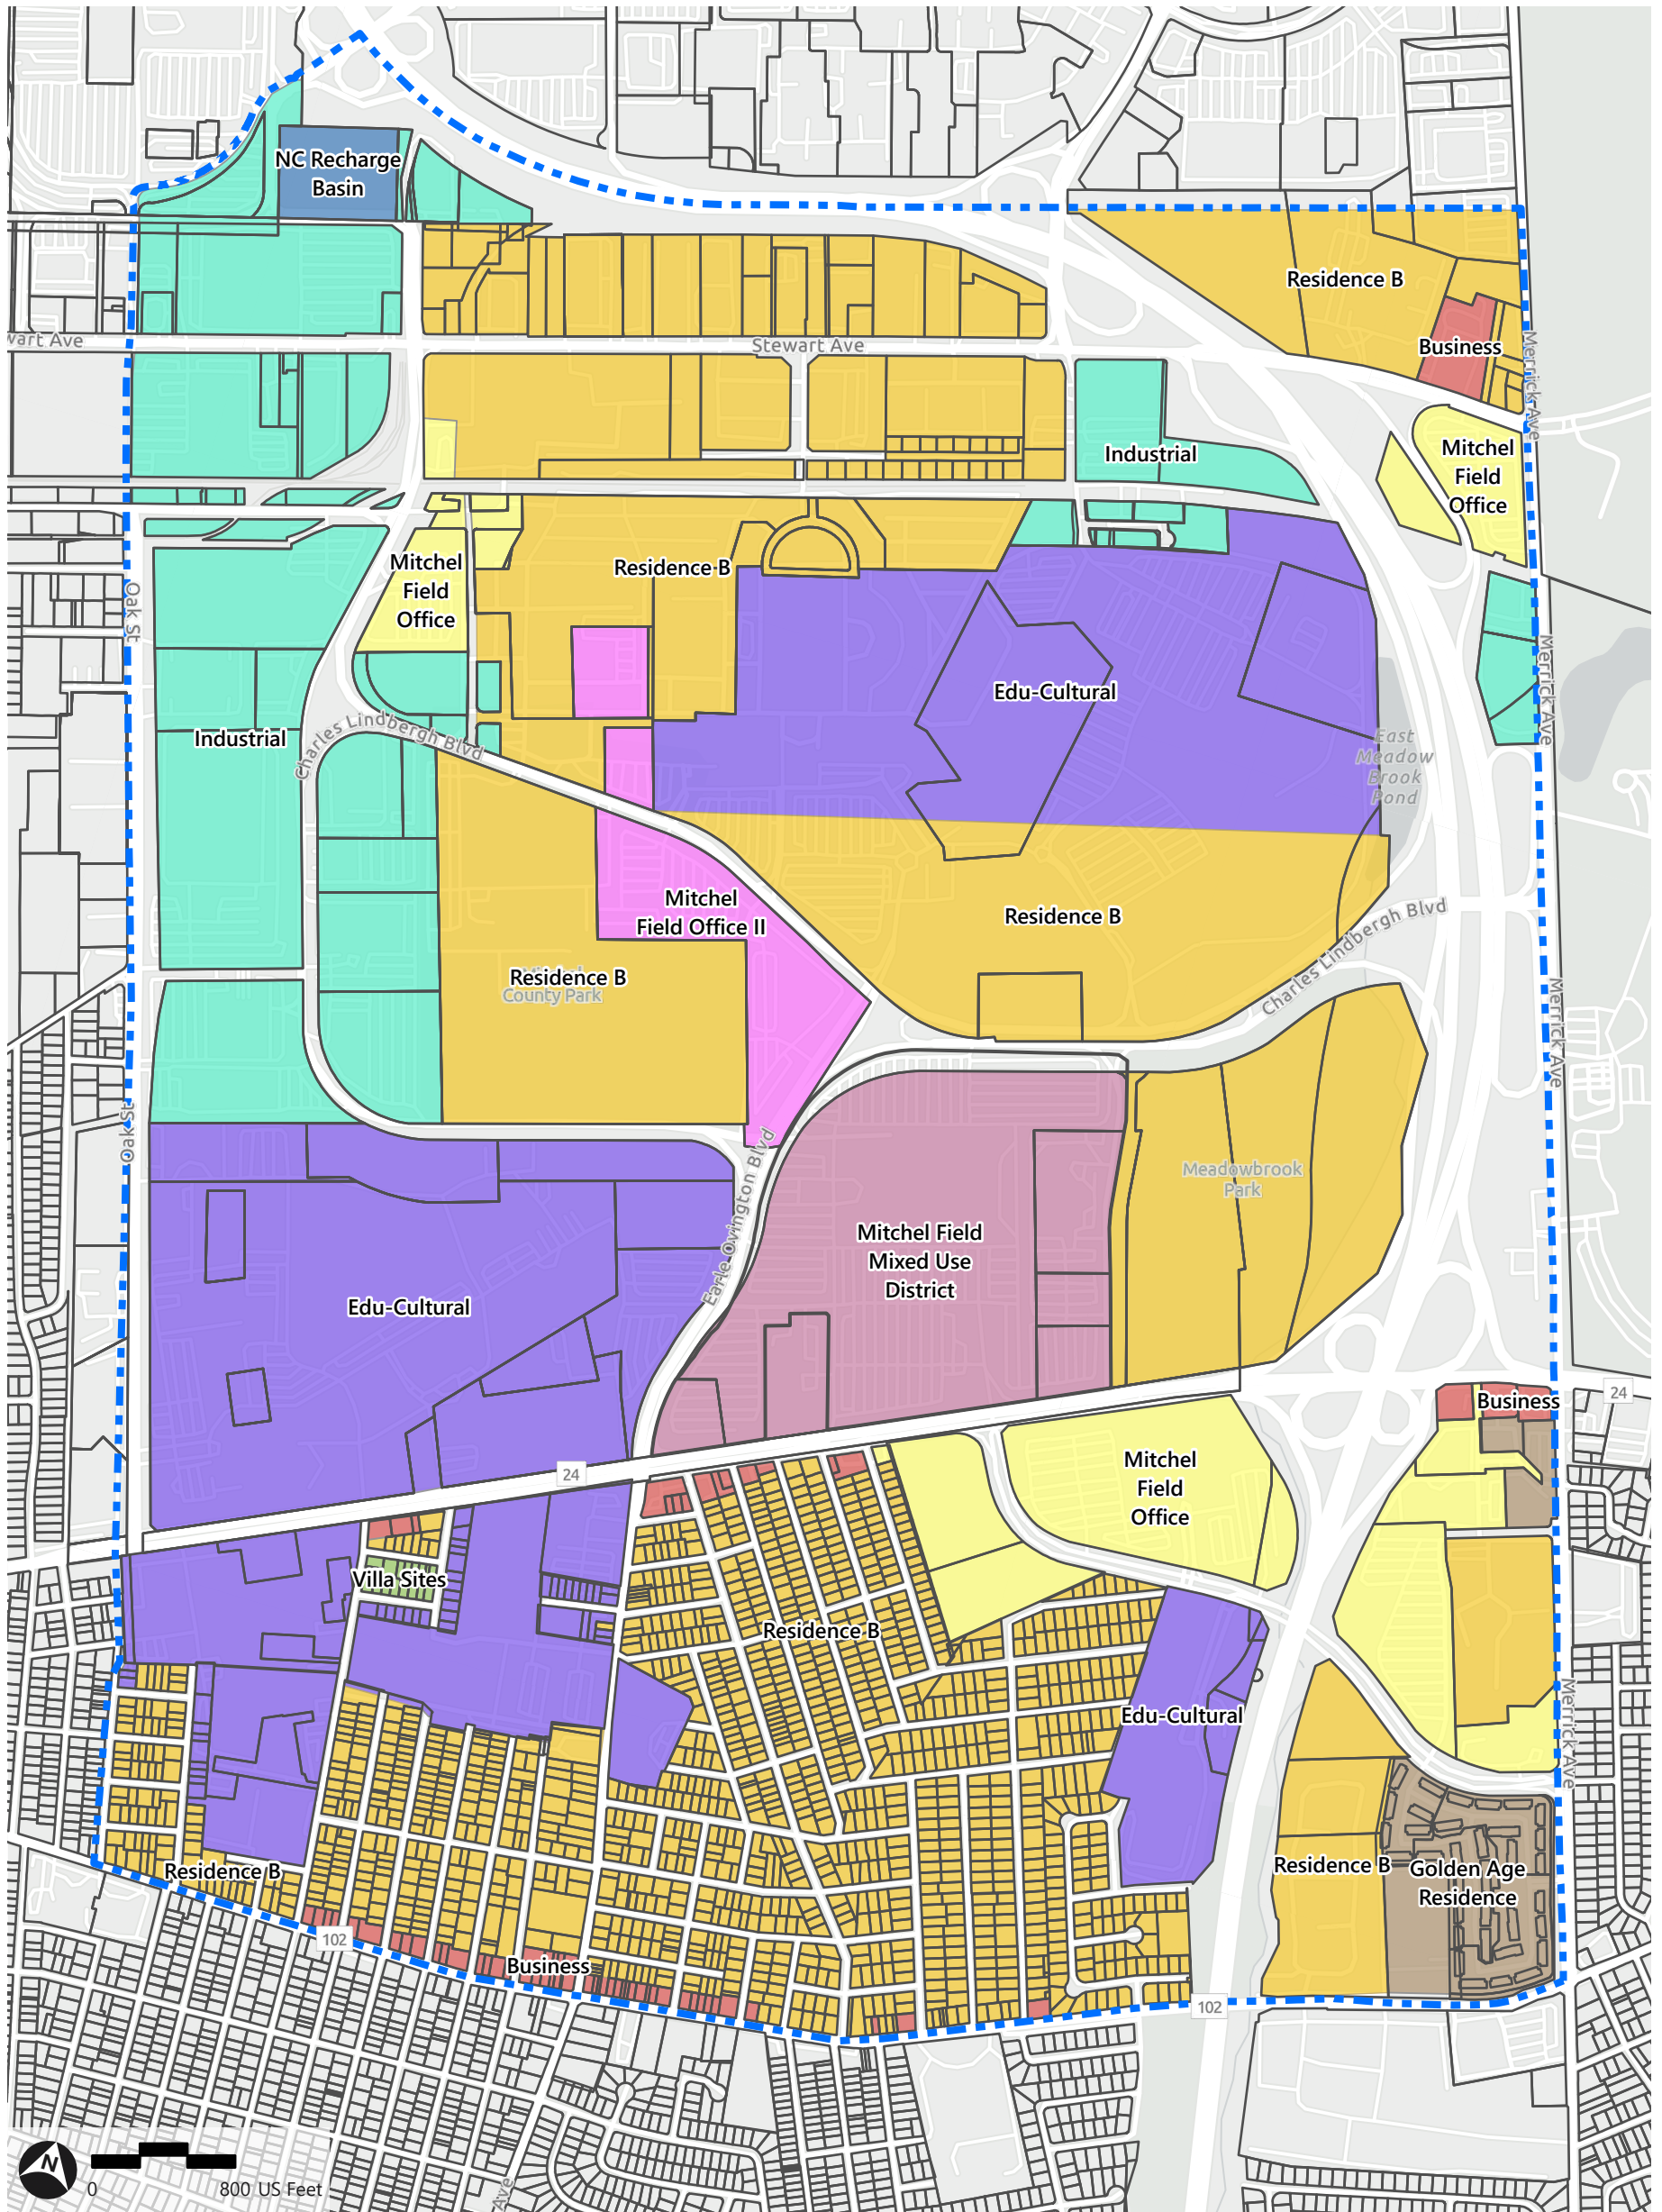 NC Recharge
Basin
Residence B
Business
Stewart Ave
wart Ave
Merrick Ave
Mitchel
Field
Office
Industrial
Mitchel
Field
Office
Residence B
Oak St
Merrick Ave
Edu-Cultural
Charles Lindbergh Blvd
Industrial
East
Meadow
Brook
Pond
Mitchel
Field Office II
Residence B
Charles Lindbergh Blvd
Residence B
County Park
Merrick Ave
Oak St
Earle Ovington Blvd
Meadowbrook
Park
Mitchel Field
Mixed Use
District
Edu-Cultural
24
Business
Mitchel
Field
Office
24
Villa Sites
Residence B
Edu-Cultural
Merrick Ave
Residence B
Residence B
Golden Age
Residence
102
Business
102
N
0
800 US Feet
Ave